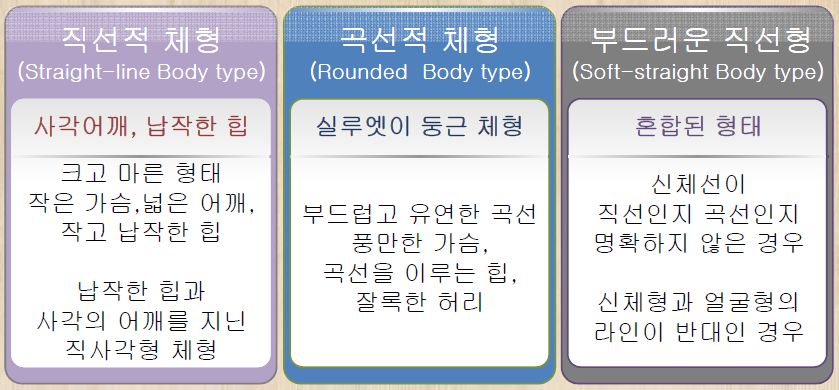 직선적 체형
(Straight-line Body type)
사각어깨, 납작한 힙
크고 마른 형태
작은 가슴,넓은 어깨,
작고 납작한 힙
납작한 힙과
사각의 어깨를 지닌
직사각형 체형
곡선적 체형
(Rounded Body type)
실루엣이 둥근 체형
부드럽고 유연한 곡선
풍만한 가슴,
곡선을 이루는 힙,
잘록한 허리
부드러운 직선형
(Soft-straight Body type)
혼합된 형태
신체선이
직선인지 곡선인지
명확하지 않은 경우
신체형과 얼굴형의
라인이 반대인 경우